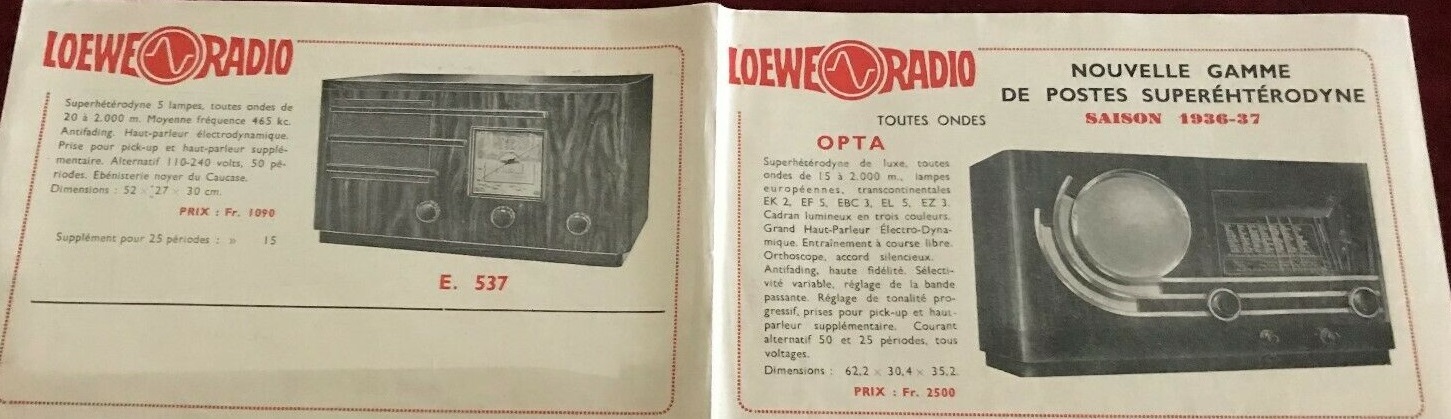 LOEWE RADIO
Superhétérodyne 5 lampes, toutes ondes de
20 à 2.000 m. Moyenne fréquence 465 kc.
Antifading. Haut-parleur électrodynamique.
Prise pour pick-up et haut-parleur supplé-
mentaire. Alternatif 110-240 volts, 50 pé-
riodes. Ebénisterie noyer du Caucase.
Dimensions : 52 × 27 × 30 cm.
PRIX : Fr. 1090
Supplément pour 25 périodes : » 15
E. 537
LOEWE RADIO
NOUVELLE GAMME
DE POSTES SUPERÉHTÉRODYNE
TOUTES ONDES
SAISON 1936-37
OPTA
Superhétérodyne de luxe, toutes
ondes de 15 à 2.000 m., lampes
européennes, transcontinentales
EK 2, EF 5, EBC 3, EL 5, EZ 3.
Cadran lumineux en trois couleurs.
Grand Haut-Parleur Électro-Dyna-
mique. Entraînement à course libre.
Orthoscope, accord silencieux.
Antifading, haute fidélité. Sélecti-
vité variable, réglage de la bande
passante. Réglage de tonalité pro-
gressif, prises pour pick-up et haut-
parleur supplémentaire. Courant
alternatif 50 et 25 périodes, tous
voltages.
Dimensions : 62,2 × 30,4 × 35,2.
PRIX : Fr. 2500